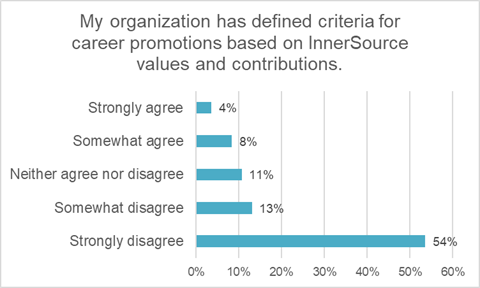 My organization has defined criteria for
career promotions based on InnerSource
values and contributions.
Strongly agree 4%
Somewhat agree 8%
Neither agree nor disagree 11%
Somewhat disagree 13%
Strongly disagree 54%
0% 10% 20% 30% 40% 50% 60%